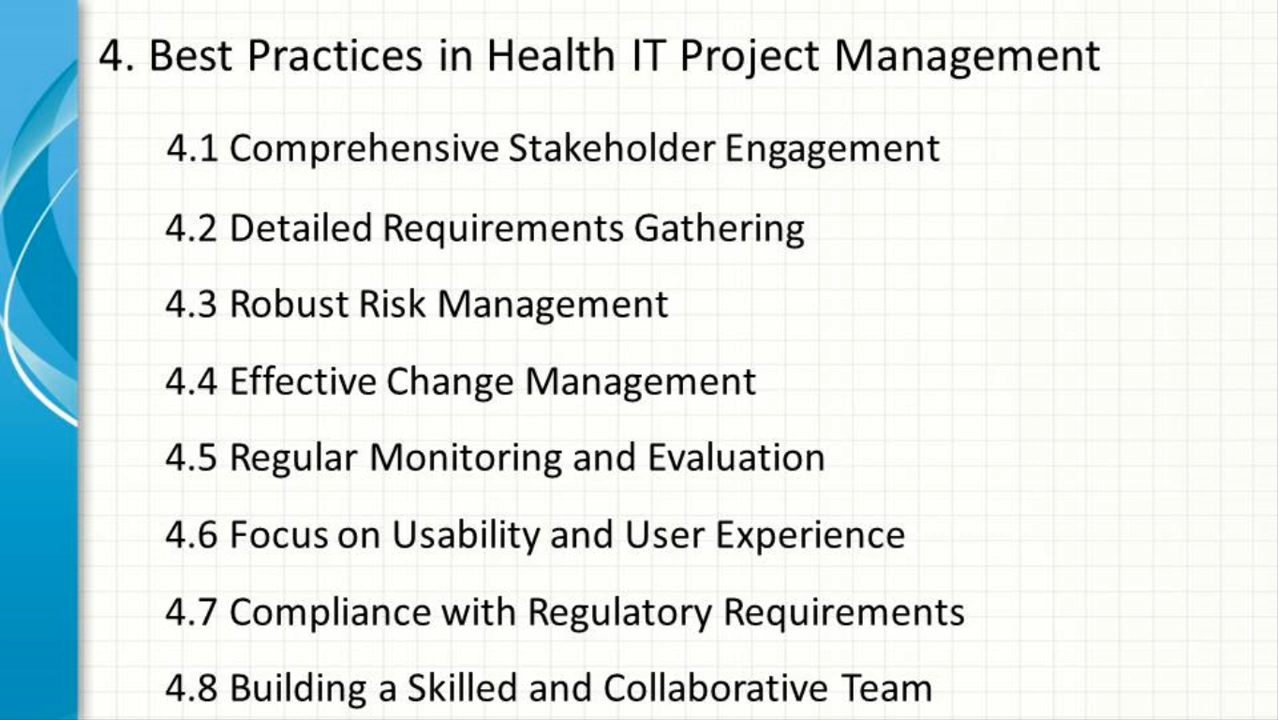 4. Best Practices in Health IT Project Management
4.1 Comprehensive Stakeholder Engagement
4.2 Detailed Requirements Gathering
4.3 Robust Risk Management
4.4 Effective Change Management
4.5 Regular Monitoring and Evaluation
4.6 Focus on Usability and User Experience
4.7 Compliance with Regulatory Requirements
4.8 Building a Skilled and Collaborative Team